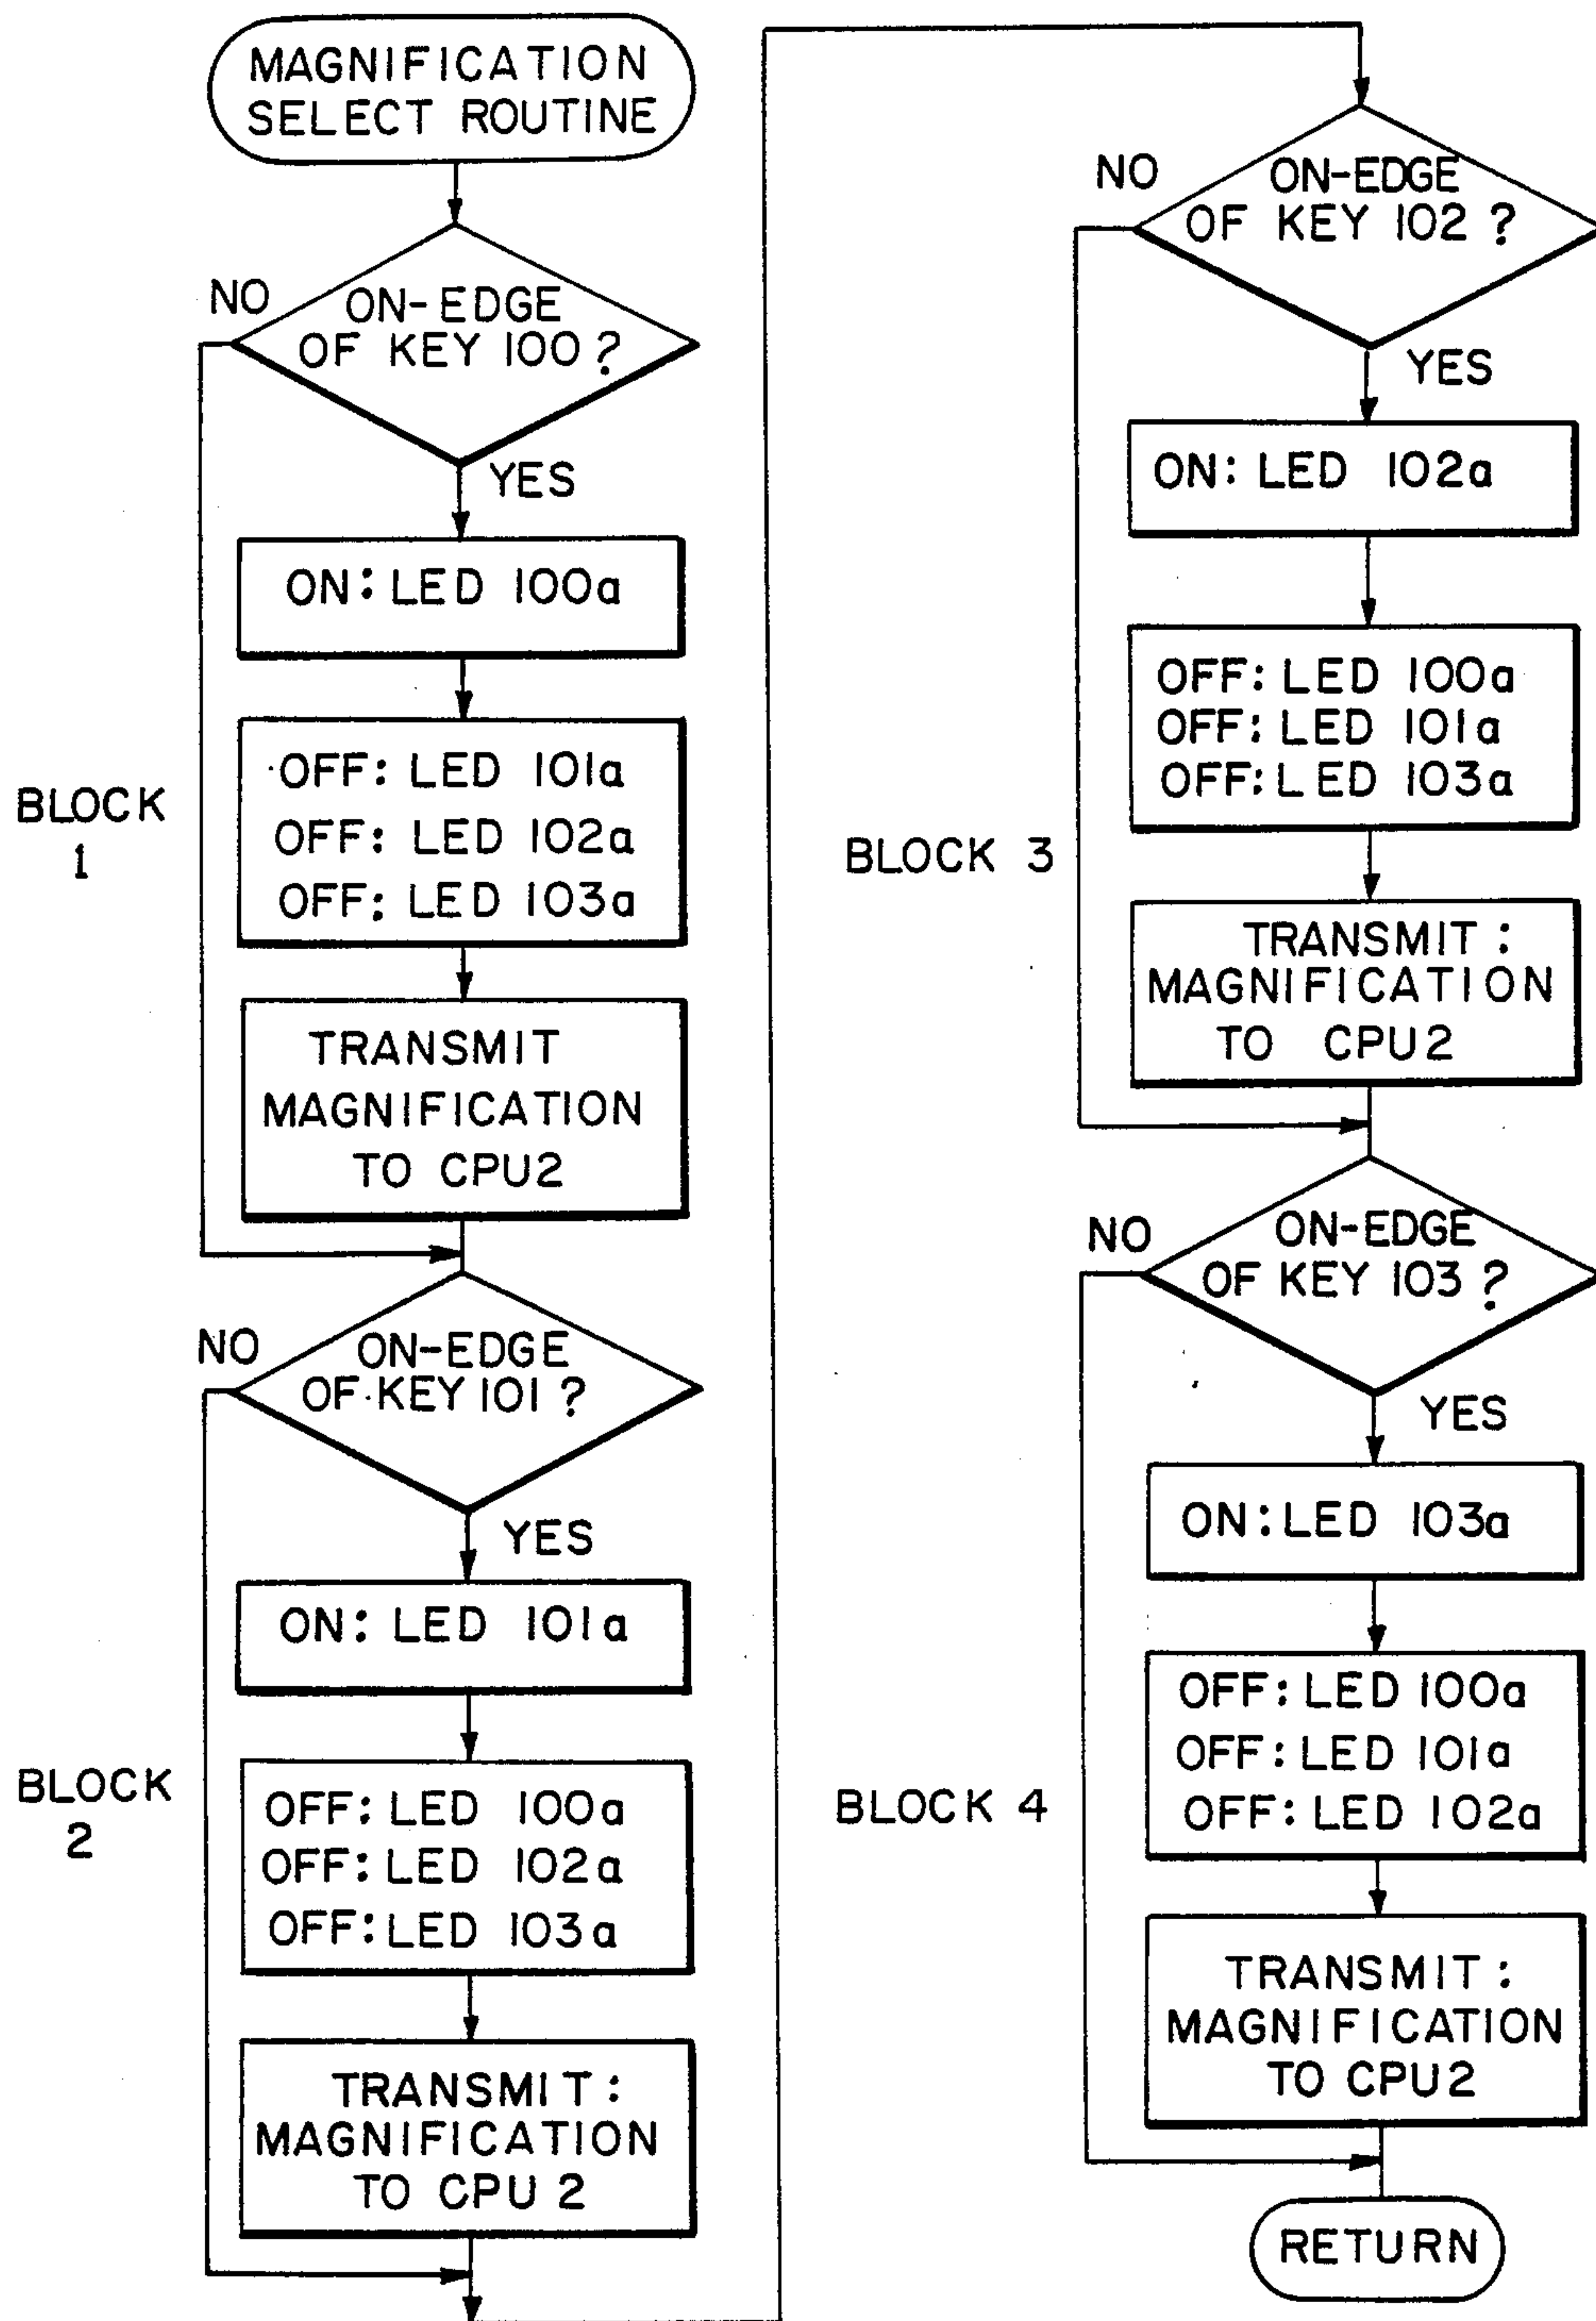 MAGNIFICATION
SELECT ROUTINE
NO
ON-EDGE
OF KEY 100 ?
YES
ON: LED 100a
BLOCK
1
OFF: LED 101a
OFF: LED 102a
OFF: LED 103a
TRANSMIT
MAGNIFICATION
TO CPU2
NO
ON-EDGE
OF KEY 101 ?
YES
ON: LED 101a
BLOCK
2
OFF: LED 100a
OFF: LED 102a
OFF: LED 103a
TRANSMIT:
MAGNIFICATION
TO CPU 2
NO
ON-EDGE
OF KEY 102 ?
YES
ON: LED 102a
OFF: LED 100a
OFF: LED 101a
OFF: LED 103a
BLOCK 3
TRANSMIT :
MAGNIFICATION
TO CPU2
NO
ON-EDGE
OF KEY 103 ?
YES
ON: LED 103a
OFF: LED 100a
OFF: LED 101a
OFF: LED 102a
BLOCK 4
TRANSMIT :
MAGNIFICATION
TO CPU2
RETURN